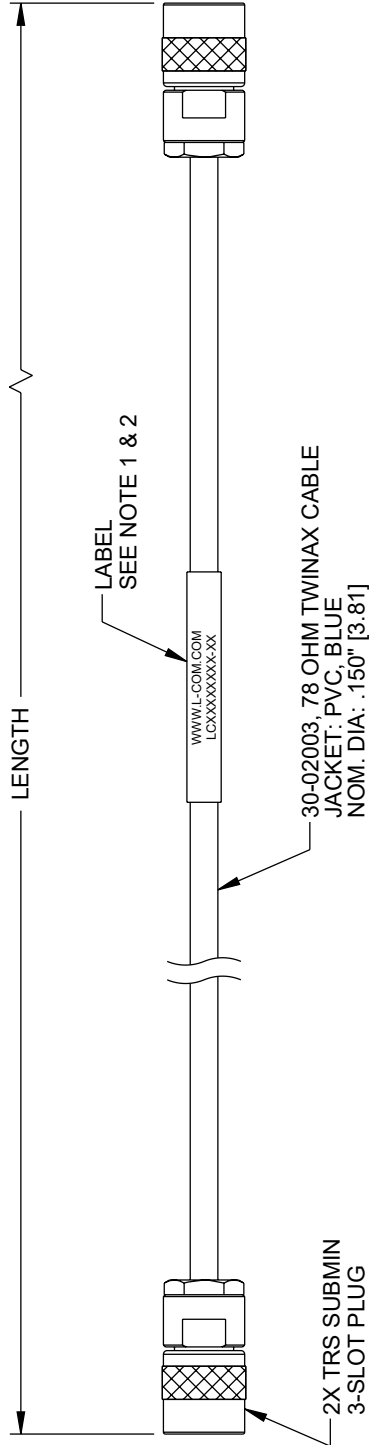 LENGTH
LABEL
SEE NOTE 1 & 2
WWW.L-COM.COM
LCXXXXXXX-XX
30-02003, 78 OHM TWINAX CABLE
JACKET: PVC, BLUE
NOM. DIA: .150" [3.81]
2X TRS SUBMIN
3-SLOT PLUG